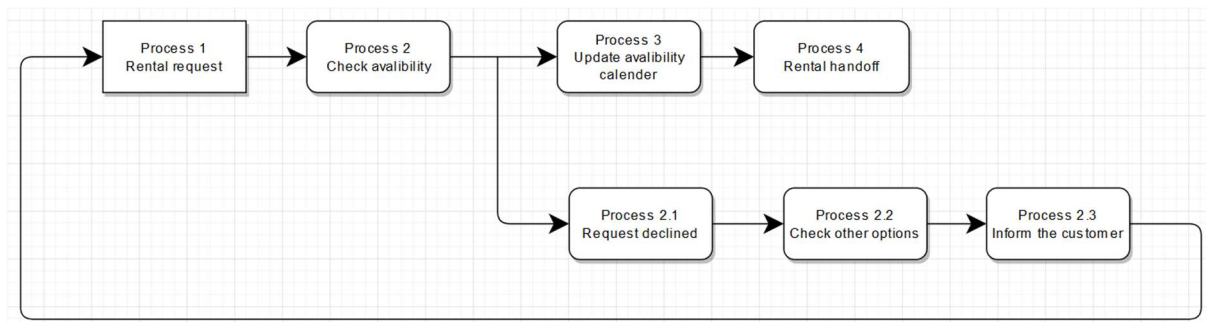 Process 1
Rental request
Process 2
Check avalibility
Process 3
Update avalibility
calender
Process 4
Rental handoff
Process 2.1
Request declined
Process 2.2
Check other options
Process 2.3
Inform the customer